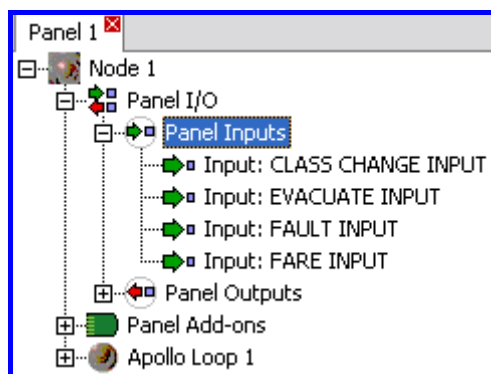 Panel 1
Node 1
Panel I/O
Panel Inputs
Input: CLASS CHANGE INPUT
Input: EVACUATE INPUT
Input: FAULT INPUT
Input: FARE INPUT
Panel Outputs
Panel Add-ons
Apollo Loop 1